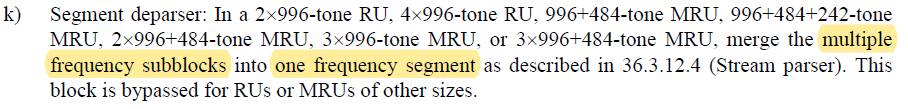 k) Segment deparser: In a 2×996-tone RU, 4×996-tone RU, 996+484-tone MRU, 996+484+242-tone
MRU, 2×996+484-tone MRU, 3×996-tone MRU, or 3×996+484-tone MRU, merge the multiple
frequency subblocks into one frequency segment as described in 36.3.12.4 (Stream parser). This
block is bypassed for RUs or MRUs of other sizes.